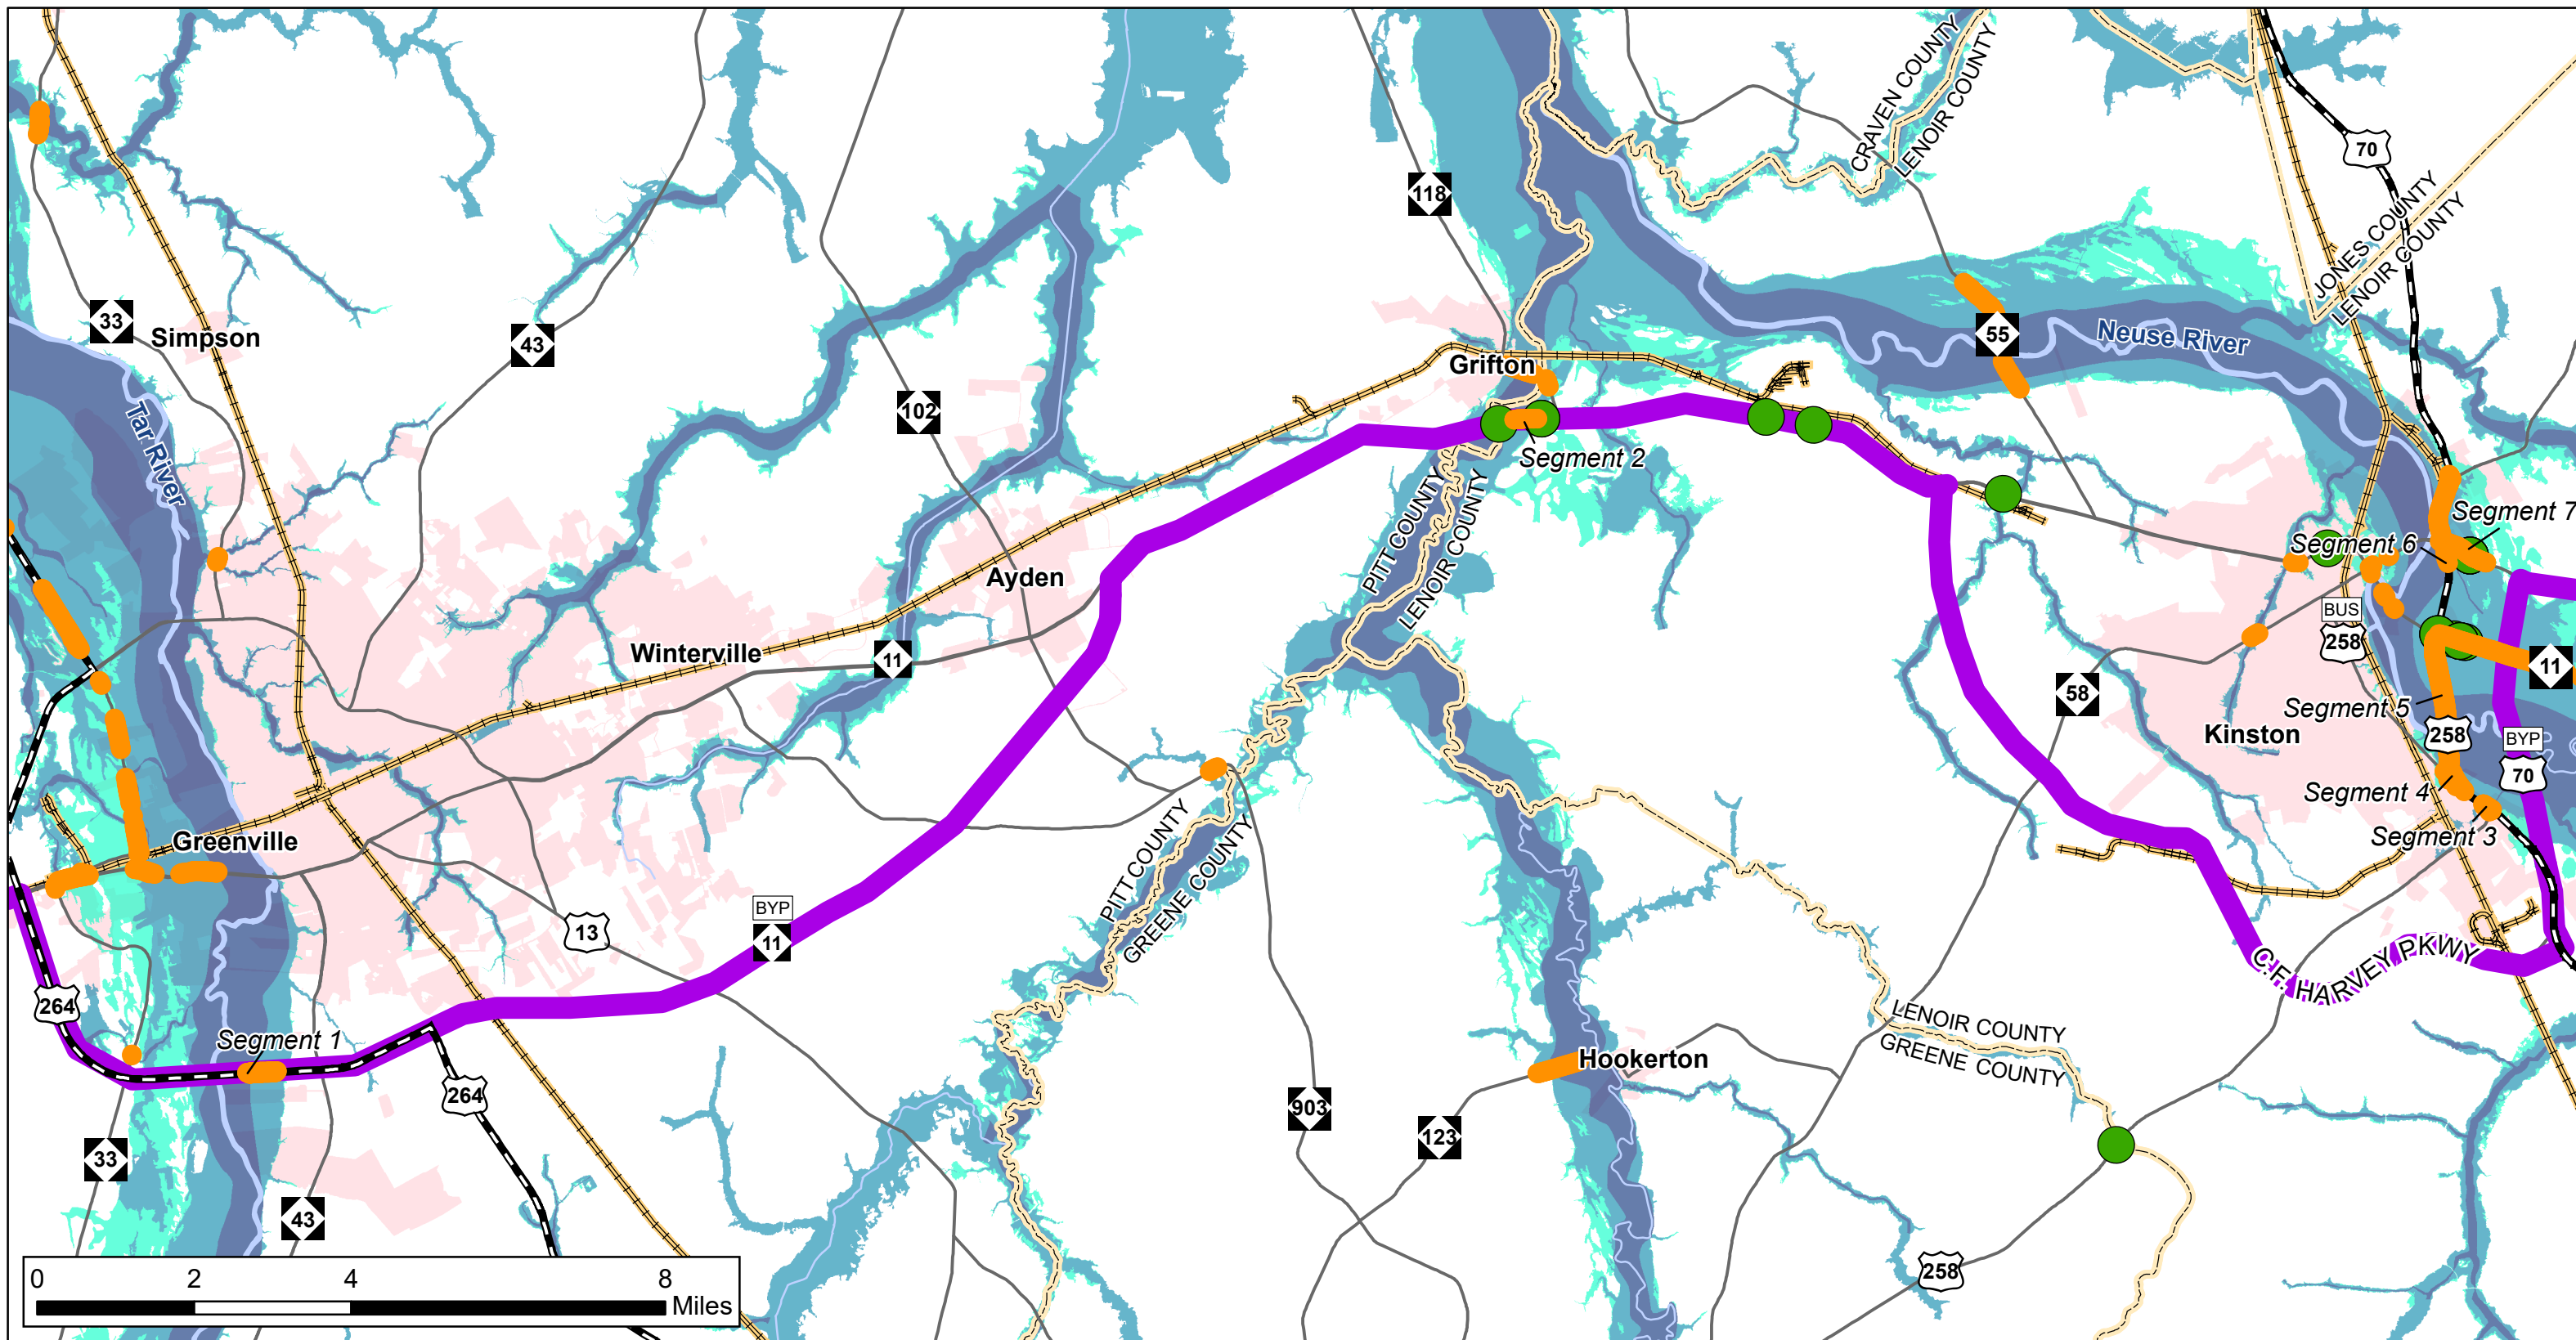 CRAVEN COUNTY
LENOIR COUNTY
70
118
JONES COUNTY
LENOIR COUNTY
33
Simpson
43
55
Neuse River
Grifton
102
Tar River
Segment 2
PITT COUNTY
LENOIR COUNTY
Segment 7
Segment 6
Ayden
BUS
258
Winterville
11
11
58
Segment 5
Kinston
258
BYP
70
Segment 4
Segment 3
Greenville
PITT COUNTY
GREENE COUNTY
BYP
11
13
C.F. HARVEY PKWY
264
Segment 1
LENOIR COUNTY
GREENE COUNTY
Hookerton
264
903
123
33
43
258
0 2 4 8
Miles